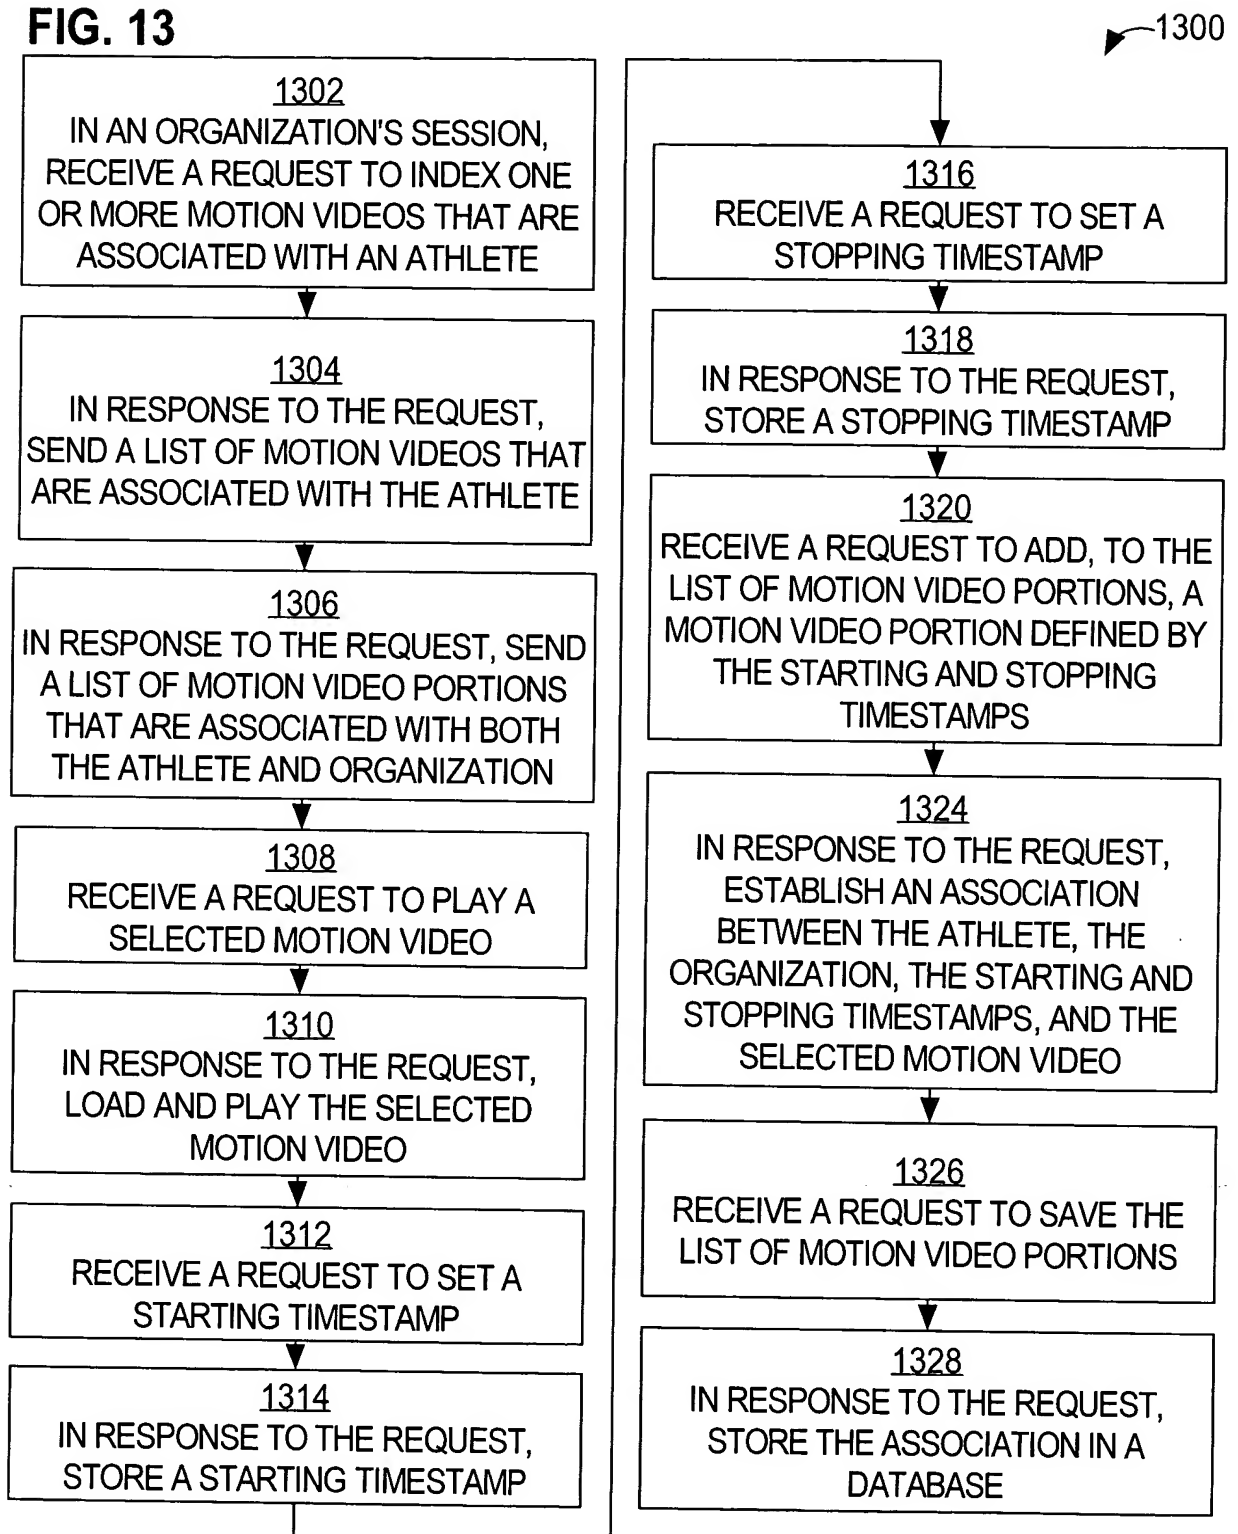 FIG. 13
1300
1302
IN AN ORGANIZATION'S SESSION,
RECEIVE A REQUEST TO INDEX ONE
OR MORE MOTION VIDEOS THAT ARE
ASSOCIATED WITH AN ATHLETE
1304
IN RESPONSE TO THE REQUEST,
SEND A LIST OF MOTION VIDEOS THAT
ARE ASSOCIATED WITH THE ATHLETE
1306
IN RESPONSE TO THE REQUEST, SEND
A LIST OF MOTION VIDEO PORTIONS
THAT ARE ASSOCIATED WITH BOTH
THE ATHLETE AND ORGANIZATION
1308
RECEIVE A REQUEST TO PLAY A
SELECTED MOTION VIDEO
1310
IN RESPONSE TO THE REQUEST,
LOAD AND PLAY THE SELECTED
MOTION VIDEO
1312
RECEIVE A REQUEST TO SET A
STARTING TIMESTAMP
1314
IN RESPONSE TO THE REQUEST,
STORE A STARTING TIMESTAMP
1316
RECEIVE A REQUEST TO SET A
STOPPING TIMESTAMP
1318
IN RESPONSE TO THE REQUEST,
STORE A STOPPING TIMESTAMP
1320
RECEIVE A REQUEST TO ADD, TO THE
LIST OF MOTION VIDEO PORTIONS, A
MOTION VIDEO PORTION DEFINED BY
THE STARTING AND STOPPING
TIMESTAMPS
1324
IN RESPONSE TO THE REQUEST,
ESTABLISH AN ASSOCIATION
BETWEEN THE ATHLETE, THE
ORGANIZATION, THE STARTING AND
STOPPING TIMESTAMPS, AND THE
SELECTED MOTION VIDEO
1326
RECEIVE A REQUEST TO SAVE THE
LIST OF MOTION VIDEO PORTIONS
1328
IN RESPONSE TO THE REQUEST,
STORE THE ASSOCIATION IN A
DATABASE